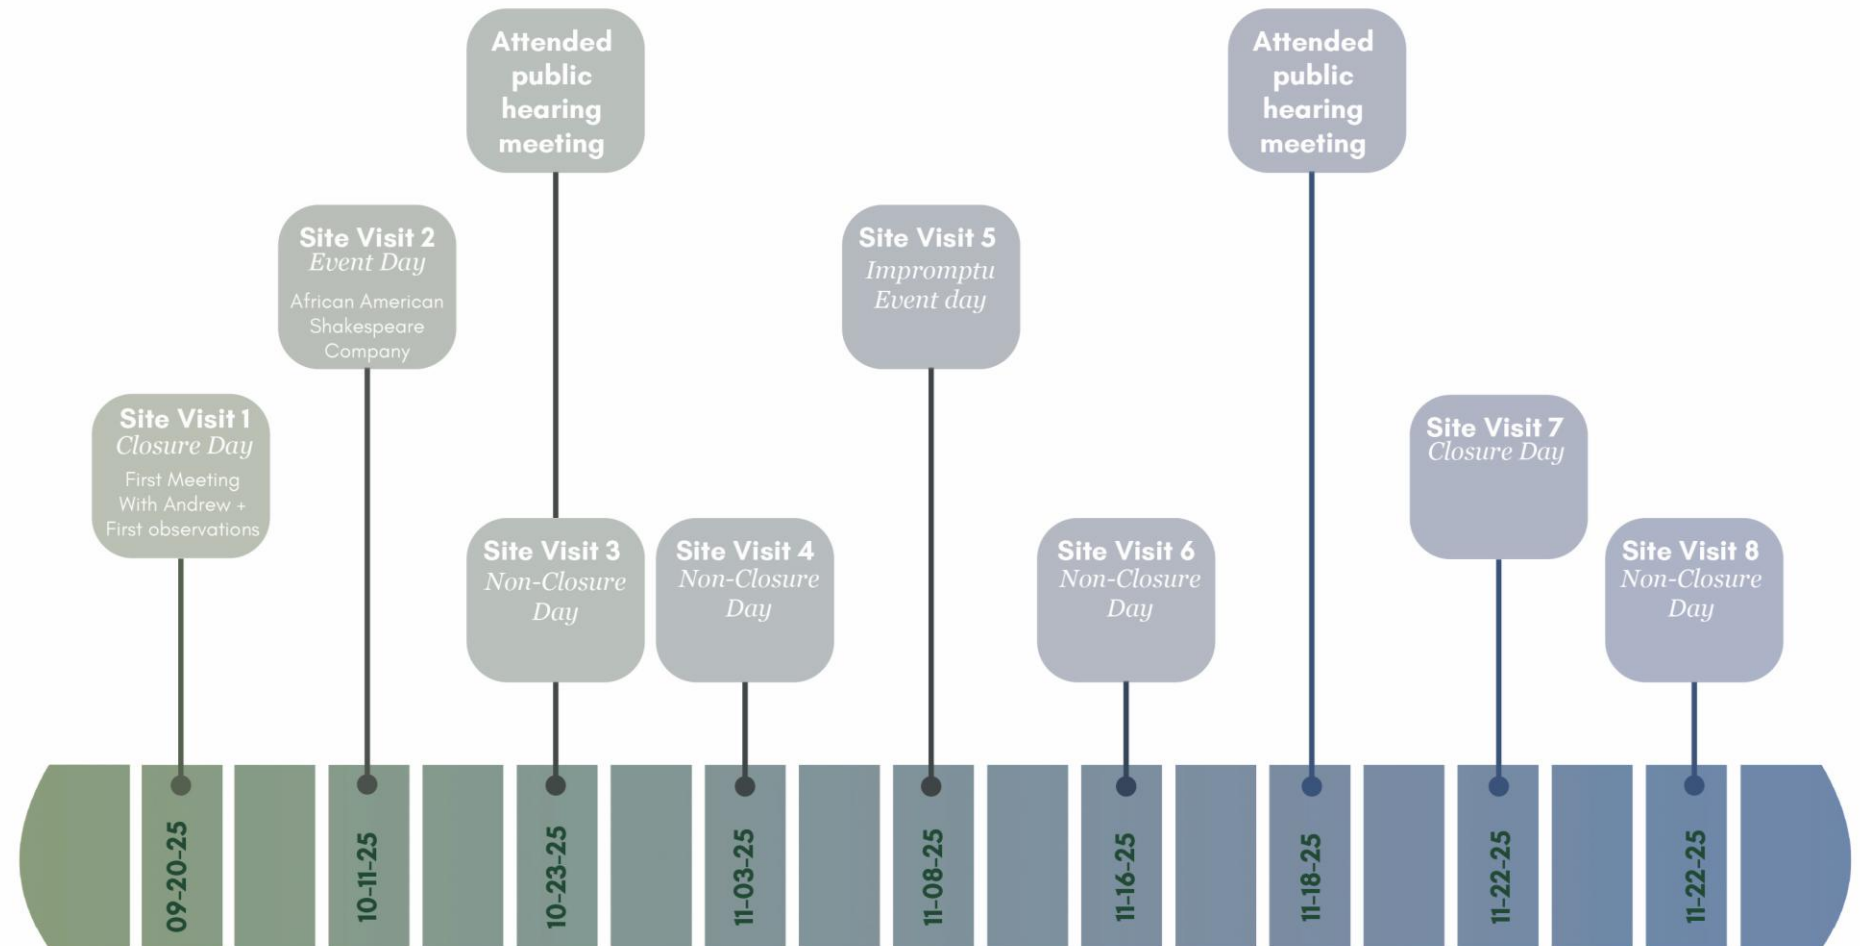 Attended
public
hearing
meeting
Attended
public
hearing
meeting
Site Visit 2
Event Day
African American
Shakespeare
Company
Site Visit 5
Impromptu
Event day
Site Visit 1
Closure Day
First Meeting
With Andrew +
First observations
Site Visit 7
Closure Day
Site Visit 3
Non-Closure
Day
Site Visit 4
Non-Closure
Day
Site Visit 6
Non-Closure
Day
Site Visit 8
Non-Closure
Day
09-20-25
10-11-25
10-23-25
11-03-25
11-08-25
11-16-25
11-18-25
11-22-25
11-22-25